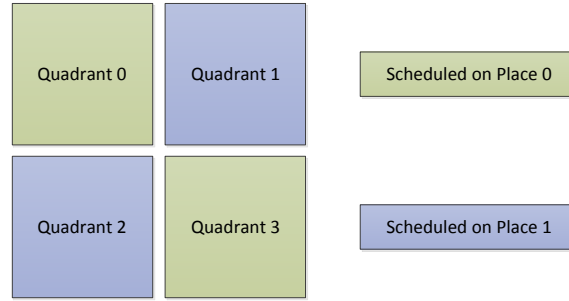 Quadrant 0
Quadrant 1
Scheduled on Place 0
Quadrant 2
Quadrant 3
Scheduled on Place 1